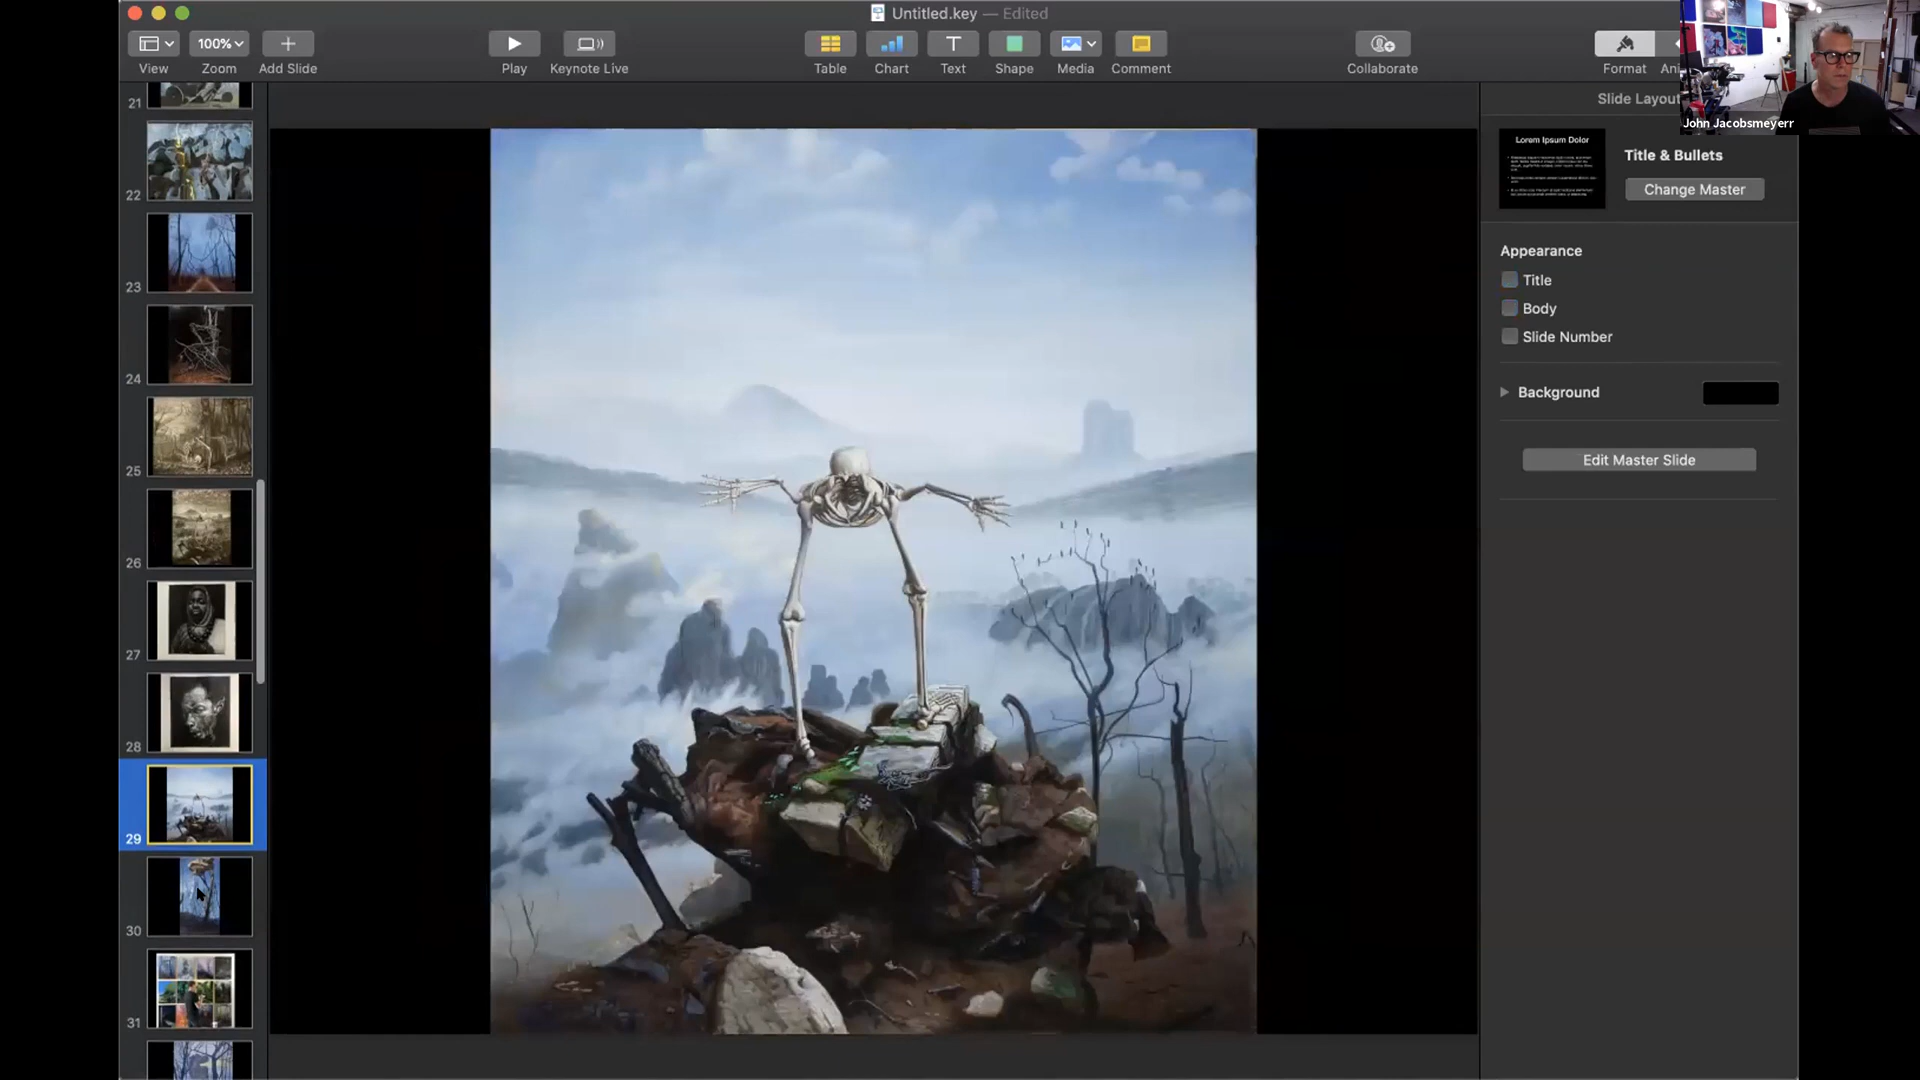 Untitled.key — Edited
100%
View
Zoom
Add Slide
Play
Keynote Live
Table
Chart
Text
Shape
Media
Comment
Collaborate
Format
Ani
John Jacobsmeyerr
Slide Layou
Lorem Ipsum Dolor
Title & Bullets
Change Master
Appearance
Title
Body
Slide Number
Background
Edit Master Slide
21
22
23
24
25
26
27
28
29
30
31